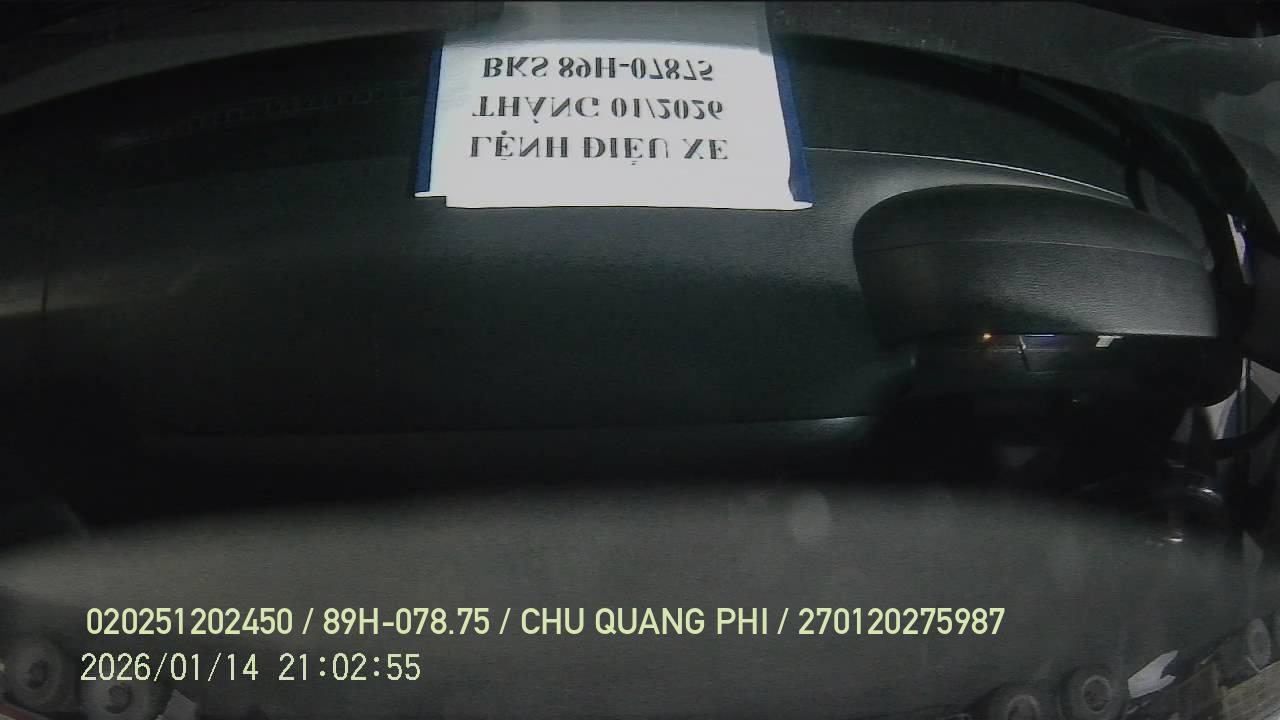 BKS 89H-07875
THÁNG 01/2026
LỆNH ĐIỀU XE
020251202450 / 89H-078.75 / CHU QUANG PHI / 270120275987
2026/01/14 21:02:55